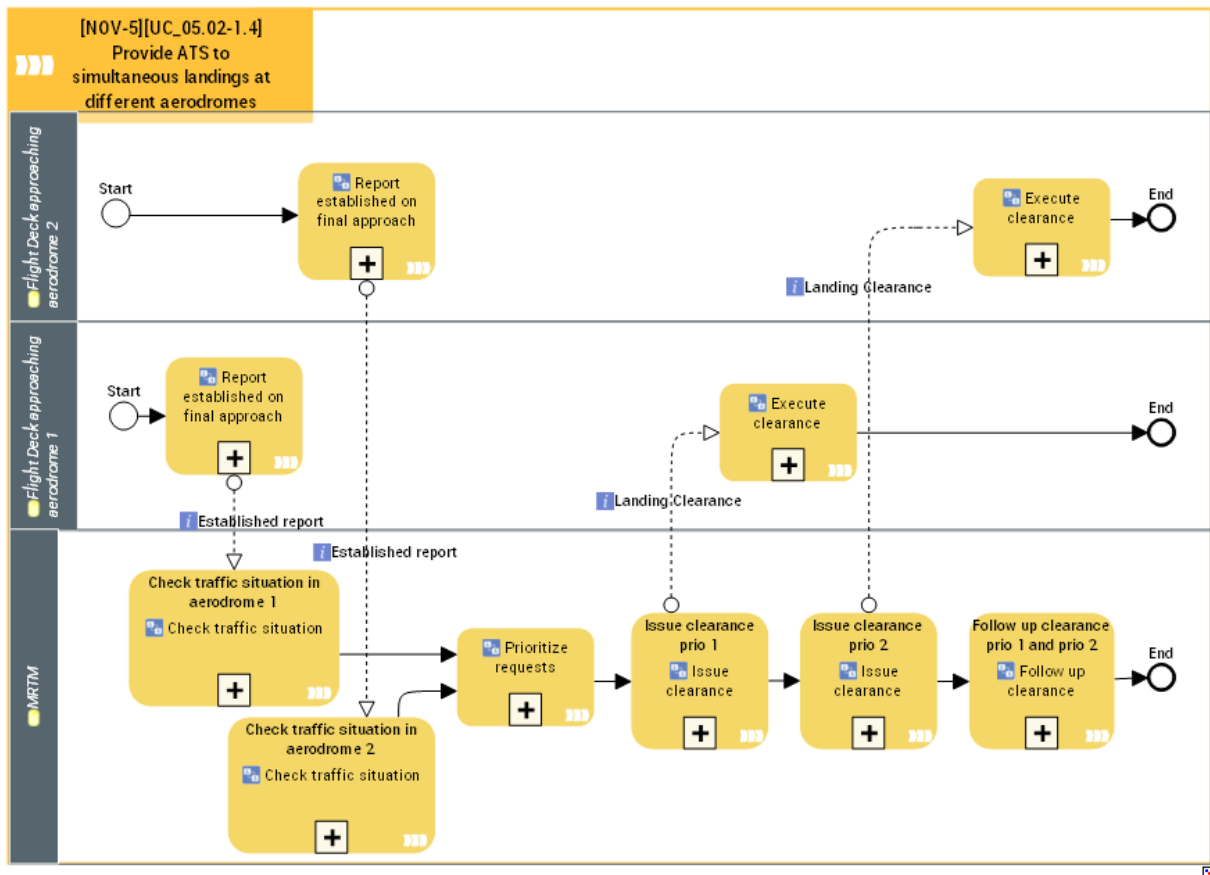 [NOV-5][UC_05.02-1.4]
Provide ATS to
simultaneous landings at
different aerodromes
Flight Deck approaching
aerodrome 2
Start
Report
established on
final approach
Execute
clearance
End
Landing Clearance
Flight Deck approaching
aerodrome 1
Start
Report
established on
final approach
Execute
clearance
End
Landing Clearance
Established report
Established report
MRTM
Check traffic situation in
aerodrome 1
Check traffic situation
Check traffic situation in
aerodrome 2
Check traffic situation
Prioritize
requests
Issue clearance
prio 1
Issue
clearance
Issue clearance
prio 2
Issue
clearance
Follow up clearance
prio 1 and prio 2
Follow up
clearance
End